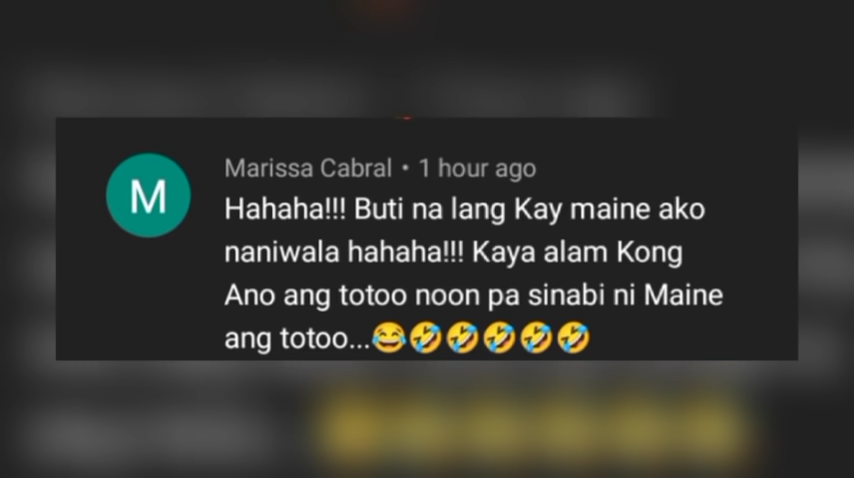 M
Marissa Cabral • 1 hour ago
Hahaha!!! Buti na lang Kay maine ako
naniwala hahaha!!! Kaya alam Kong
Ano ang totoo noon pa sinabi ni Maine
ang totoo...😂🤣🤣🤣🤣🤣